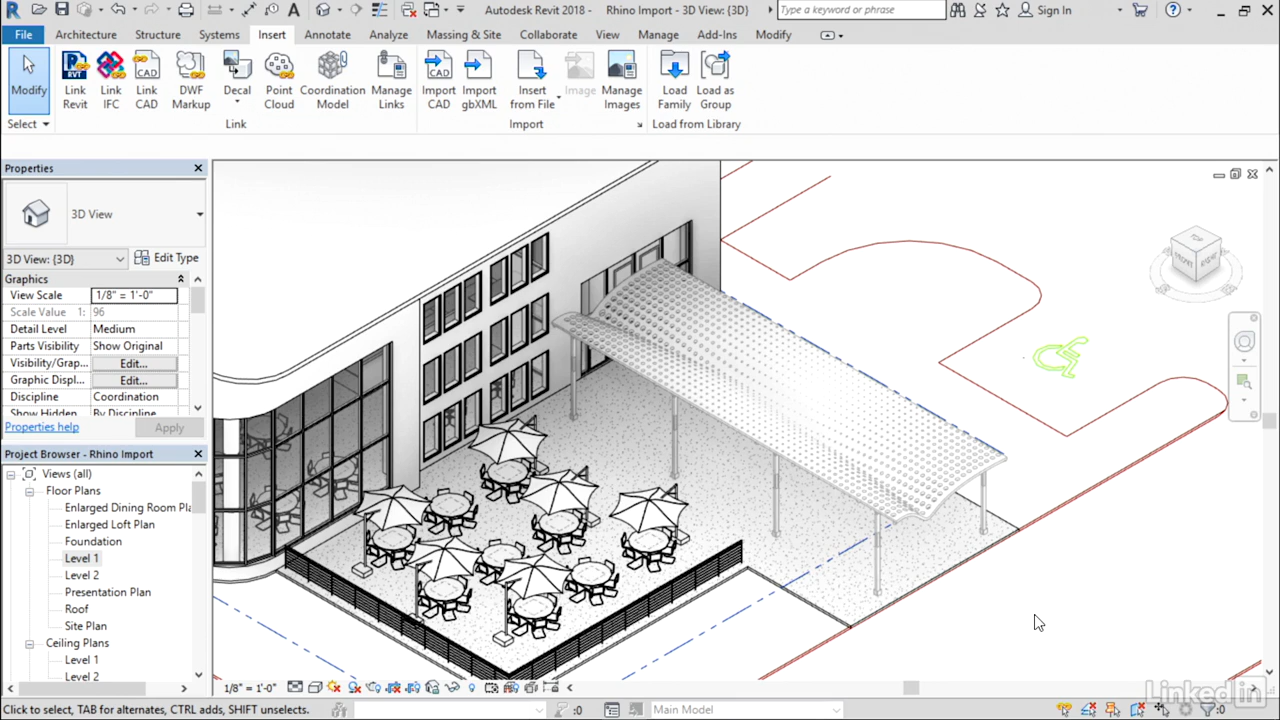 Autodesk Revit 2018 - Rhino Import - 3D View: {3D}
Type a keyword or phrase
Sign In
File Architecture Structure Systems Insert Annotate Analyze Massing & Site Collaborate View Manage Add-Ins Modify
Modify
Link Revit
Link IFC
Link CAD
DWF Markup
Decal
Point Cloud
Coordination Model
Manage Links
Import CAD
Import gbXML
Insert from File
Image
Manage Images
Load Family
Load as Group
Select
Link
Import
Load from Library
Properties
3D View
3D View: {3D}
Edit Type
Graphics
View Scale 1/8" = 1'-0"
Scale Value 1: 96
Detail Level Medium
Parts Visibility Show Original
Visibility/Grap... Edit...
Graphic Displ... Edit...
Discipline Coordination
Show Hidden By Discipline
Properties help
Apply
Project Browser - Rhino Import
Views (all)
Floor Plans
Enlarged Dining Room Pla
Enlarged Loft Plan
Foundation
Level 1
Level 2
Presentation Plan
Roof
Site Plan
Ceiling Plans
Level 1
Level 2
TOP
FRONT
RIGHT
1/8" = 1'-0"
Click to select, TAB for alternates, CTRL adds, SHIFT unselects.
:0
Main Model
:0
Linked in